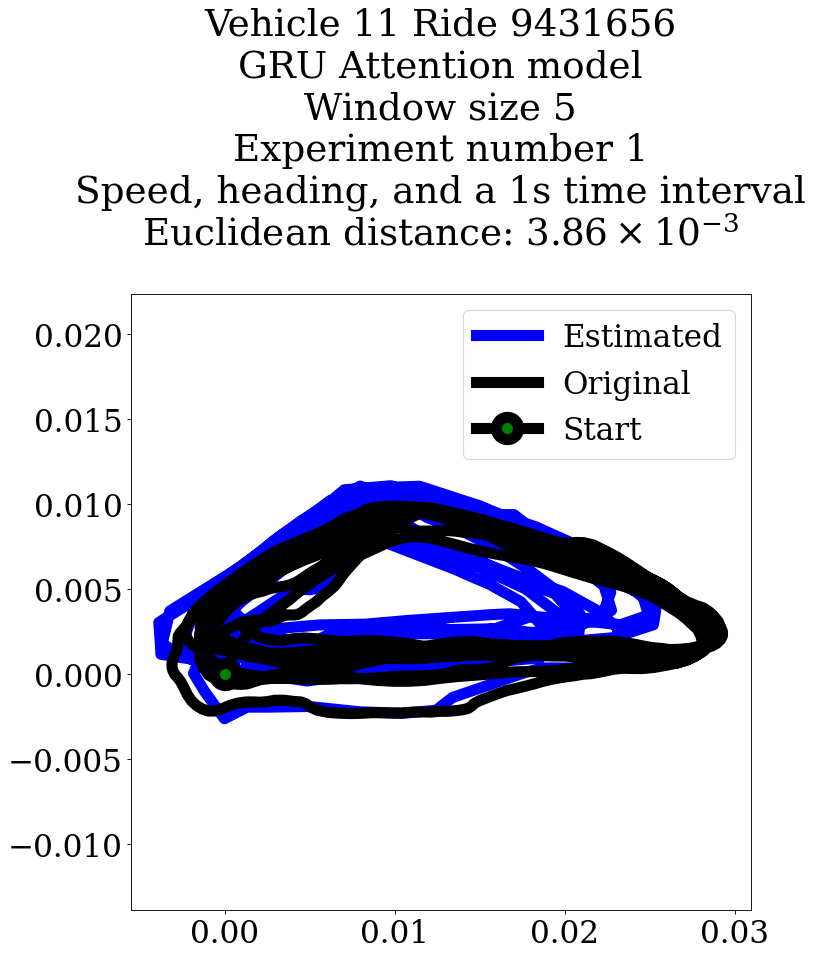 Vehicle 11 Ride 9431656
GRU Attention model
Window size 5
Experiment number 1
Speed, heading, and a 1s time interval
Euclidean distance: 3.86 × 10⁻³
Estimated
Original
Start
0.020
0.015
0.010
0.005
0.000
−0.005
−0.010
0.00 0.01 0.02 0.03